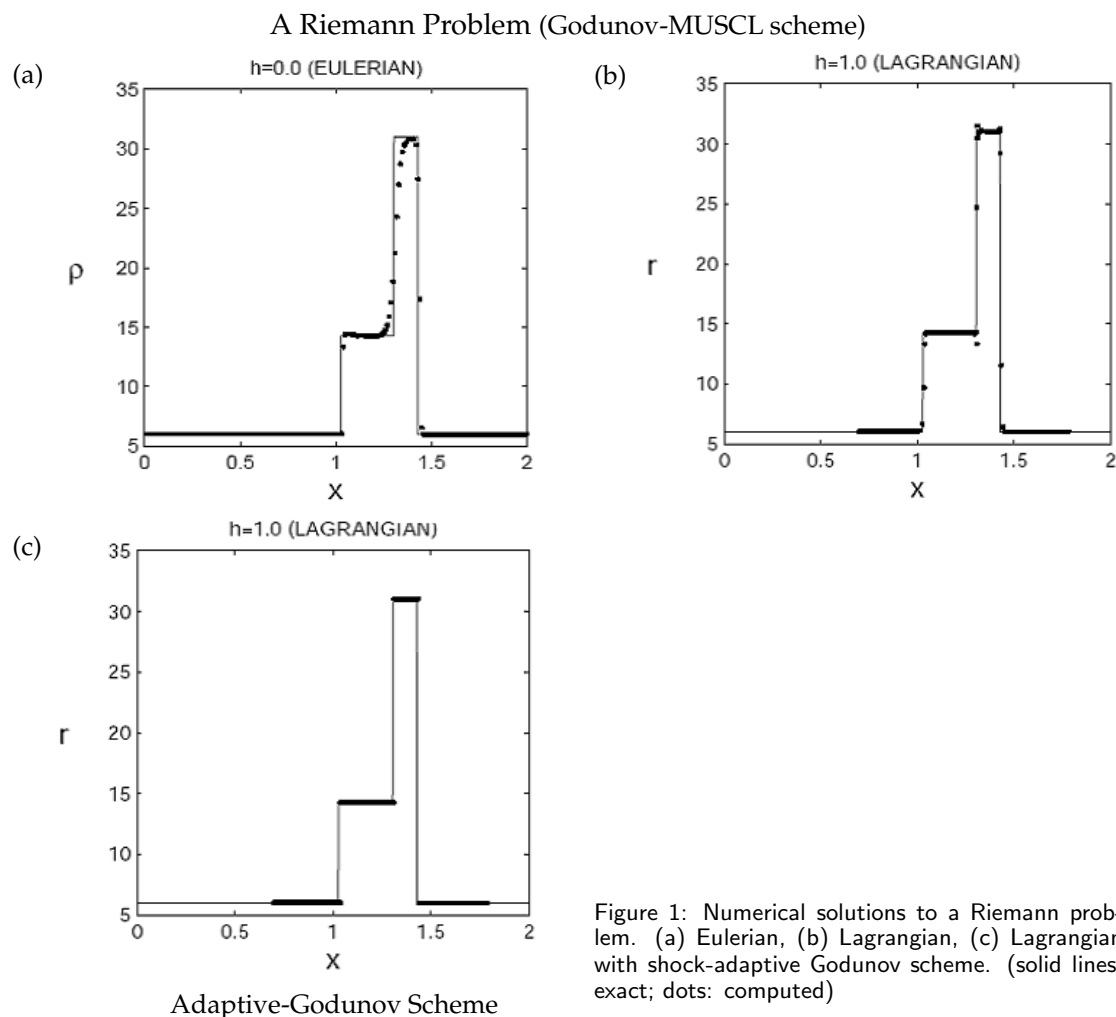 A Riemann Problem (Godunov-MUSCL scheme)
(a)
h=0.0 (EULERIAN)
35
30
25
20
15
10
5
ρ
0 0.5 1 1.5 2
X
(b)
h=1.0 (LAGRANGIAN)
35
30
25
20
15
10
5
r
0 0.5 1 1.5 2
X
(c)
h=1.0 (LAGRANGIAN)
35
30
25
20
15
10
5
r
0 0.5 1 1.5 2
X
Adaptive-Godunov Scheme
Figure 1: Numerical solutions to a Riemann prob-
lem. (a) Eulerian, (b) Lagrangian, (c) Lagrangian
with shock-adaptive Godunov scheme. (solid lines
exact; dots: computed)